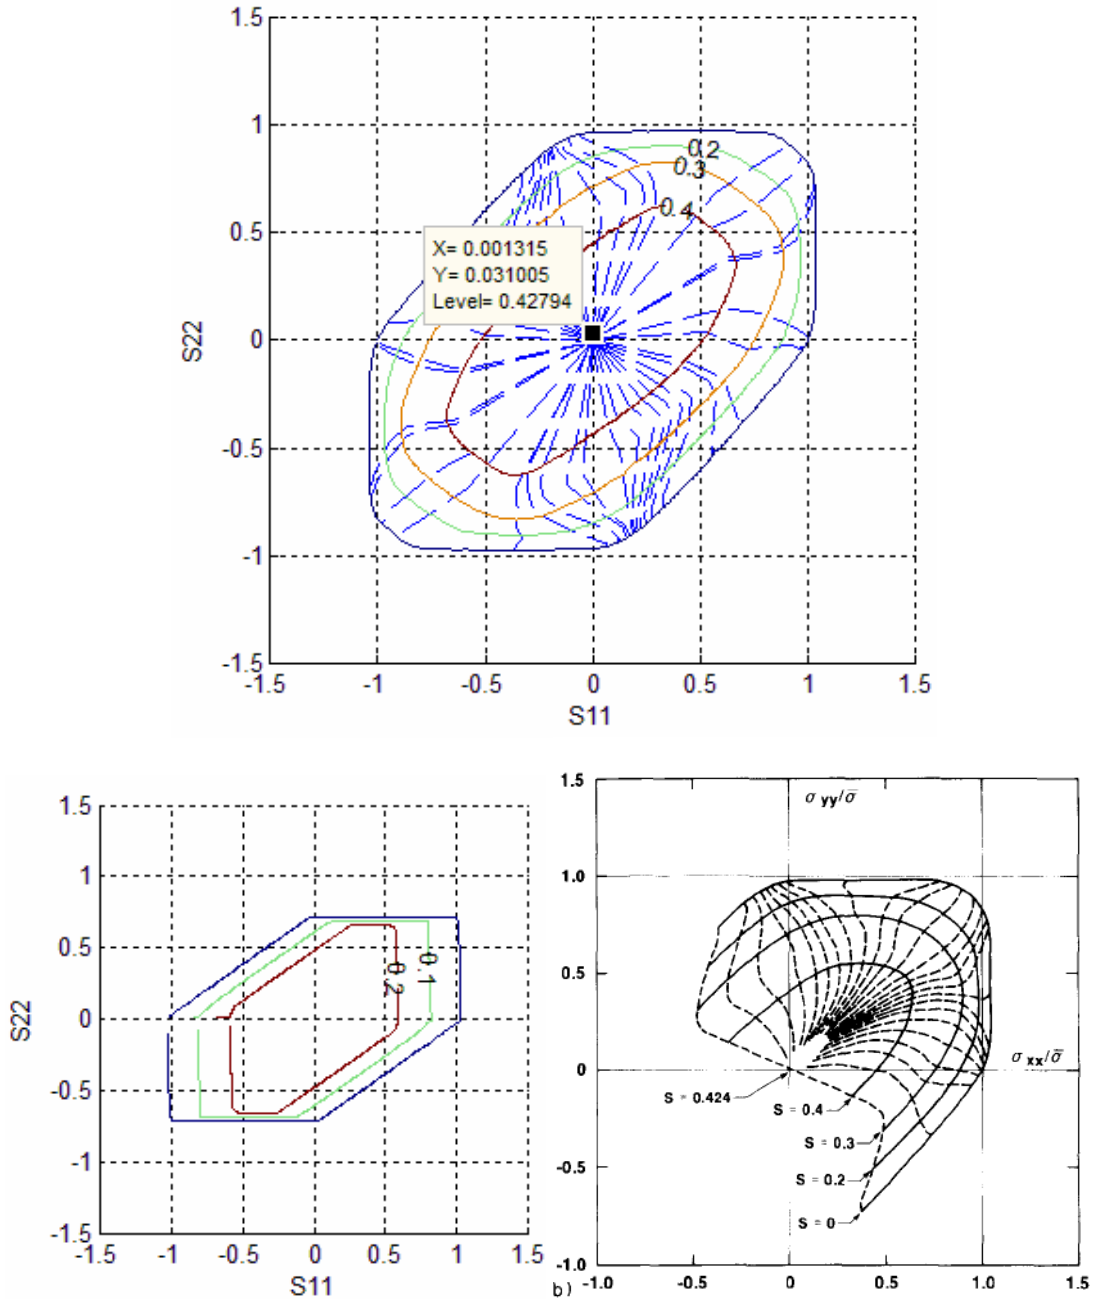 1.5
1
0.5
0
-0.5
-1
-1.5
-1.5 -1 -0.5 0 0.5 1 1.5
S22
S11
0.2
0.3
0.4
X= 0.001315
Y= 0.031005
Level= 0.42794
1.5
1
0.5
0
-0.5
-1
-1.5
-1.5 -1 -0.5 0 0.5 1 1.5
S22
S11
0.1
0.2
1.5
1.0
0.5
0
-0.5
-1.0
σ yy/σ̄
σ xx/σ̄
S = 0.424
S = 0.4
S = 0.3
S = 0.2
S = 0
b) -1.0 -0.5 0 0.5 1.0 1.5